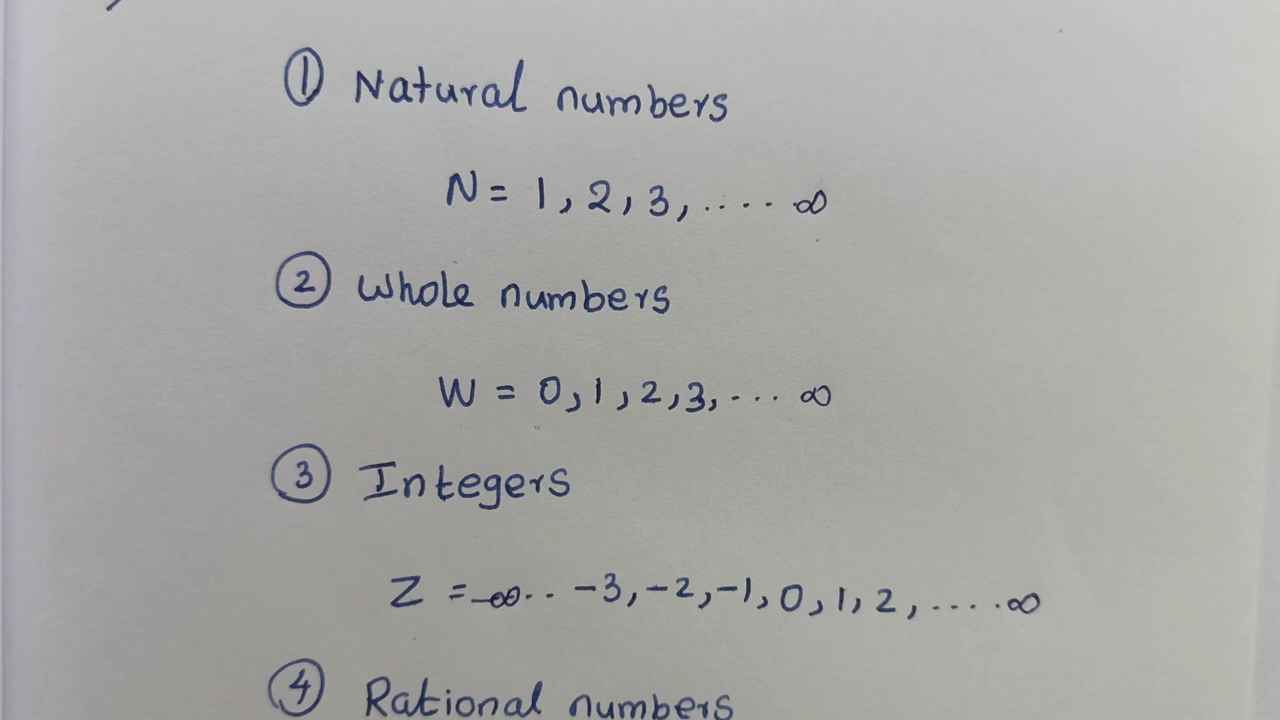 ① Natural numbers
N = 1, 2, 3, ..... ∞
② Whole numbers
W = 0, 1, 2, 3, .... ∞
③ Integers
Z = -∞.. -3, -2, -1, 0, 1, 2, ..... ∞
④ Rational numbers